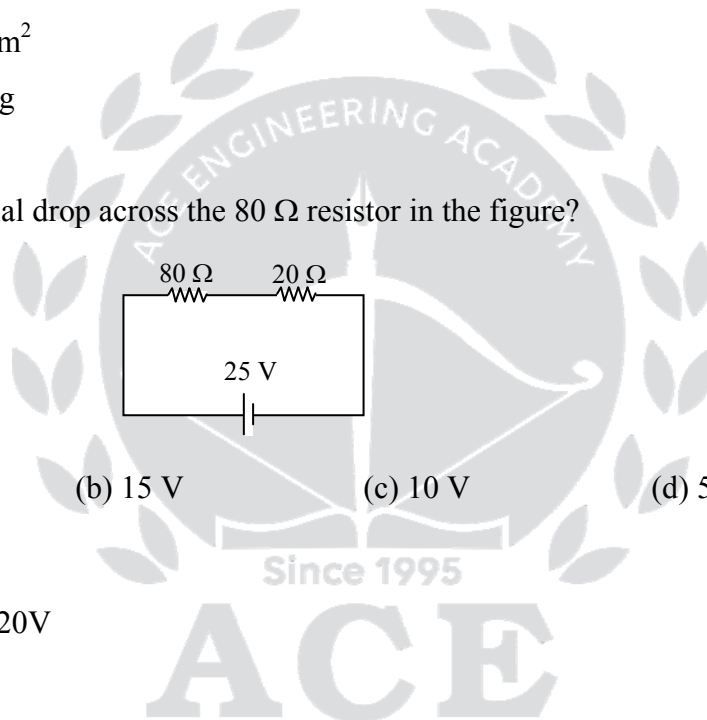 m²
g
ACE ENGINEERING ACADEMY
al drop across the 80 Ω resistor in the figure?
80 Ω 20 Ω
25 V
(b) 15 V (c) 10 V (d) 5
Since 1995
20V
ACE